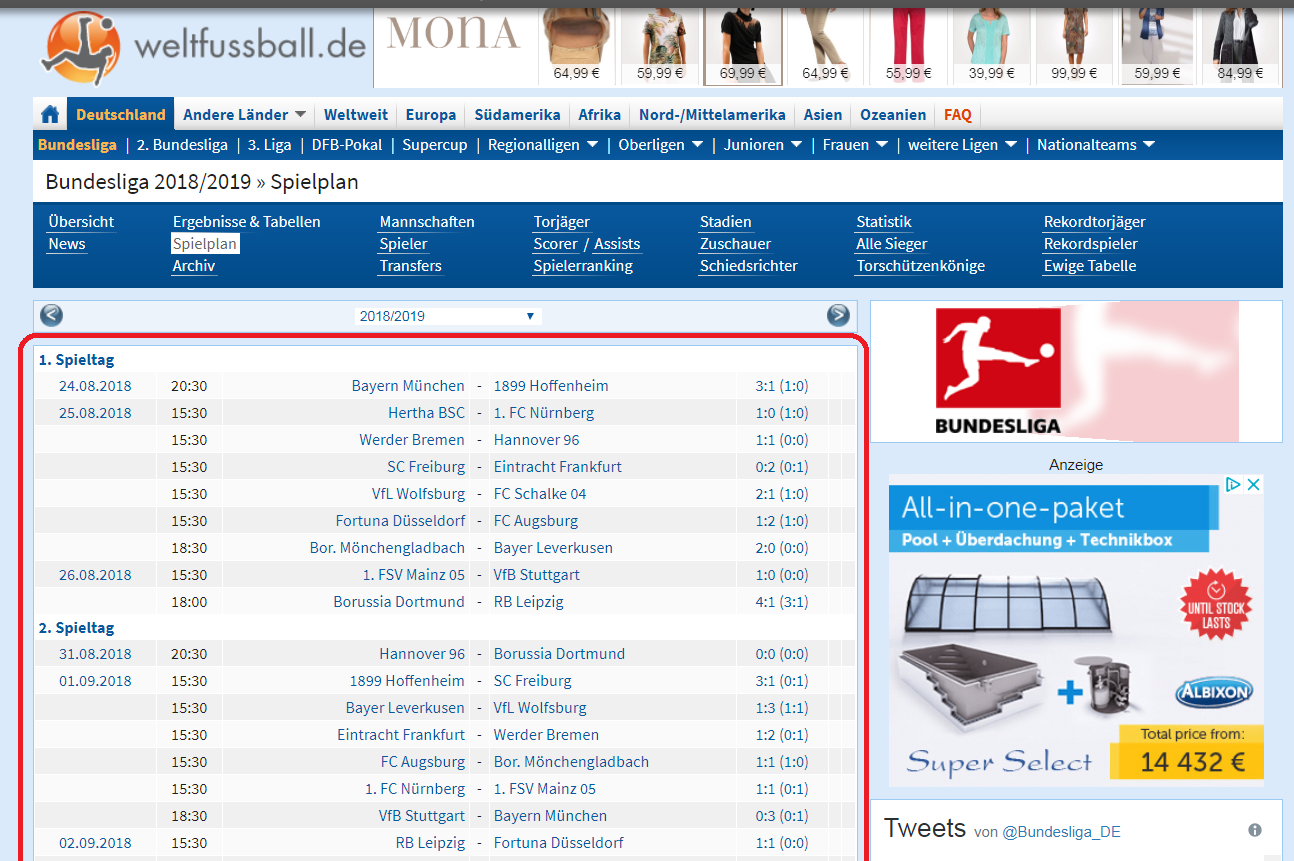 weltfussball.de
MONA
64,99 €
59,99 €
69,99 €
64,99 €
55,99 €
39,99 €
99,99 €
59,99 €
84,99 €
Deutschland Andere Länder Weltweit Europa Südamerika Afrika Nord-/Mittelamerika Asien Ozeanien FAQ
Bundesliga | 2. Bundesliga | 3. Liga | DFB-Pokal | Supercup | Regionalligen | Oberligen | Junioren | Frauen | weitere Ligen | Nationalteams
Bundesliga 2018/2019 » Spielplan
Übersicht Ergebnisse & Tabellen Mannschaften Torjäger Stadien Statistik Rekordtorjäger
News Spielplan Spieler Scorer / Assists Zuschauer Alle Sieger Rekordspieler
Archiv Transfers Spielerranking Schiedsrichter Torschützenkönige Ewige Tabelle
2018/2019
1. Spieltag
24.08.2018 20:30 Bayern München - 1899 Hoffenheim 3:1 (1:0)
25.08.2018 15:30 Hertha BSC - 1. FC Nürnberg 1:0 (1:0)
15:30 Werder Bremen - Hannover 96 1:1 (0:0)
15:30 SC Freiburg - Eintracht Frankfurt 0:2 (0:1)
15:30 VfL Wolfsburg - FC Schalke 04 2:1 (1:0)
15:30 Fortuna Düsseldorf - FC Augsburg 1:2 (1:0)
18:30 Bor. Mönchengladbach - Bayer Leverkusen 2:0 (0:0)
26.08.2018 15:30 1. FSV Mainz 05 - VfB Stuttgart 1:0 (0:0)
18:00 Borussia Dortmund - RB Leipzig 4:1 (3:1)
2. Spieltag
31.08.2018 20:30 Hannover 96 - Borussia Dortmund 0:0 (0:0)
01.09.2018 15:30 1899 Hoffenheim - SC Freiburg 3:1 (0:1)
15:30 Bayer Leverkusen - VfL Wolfsburg 1:3 (1:1)
15:30 Eintracht Frankfurt - Werder Bremen 1:2 (0:1)
15:30 FC Augsburg - Bor. Mönchengladbach 1:1 (1:0)
15:30 1. FC Nürnberg - 1. FSV Mainz 05 1:1 (0:1)
18:30 VfB Stuttgart - Bayern München 0:3 (0:1)
02.09.2018 15:30 RB Leipzig - Fortuna Düsseldorf 1:1 (0:0)
BUNDESLIGA
Anzeige
All-in-one-paket
Pool + Überdachung + Technikbox
UNTIL STOCK
LASTS
ALBIXON
Total price from:
Super Select 14 432 €
Tweets von @Bundesliga_DE